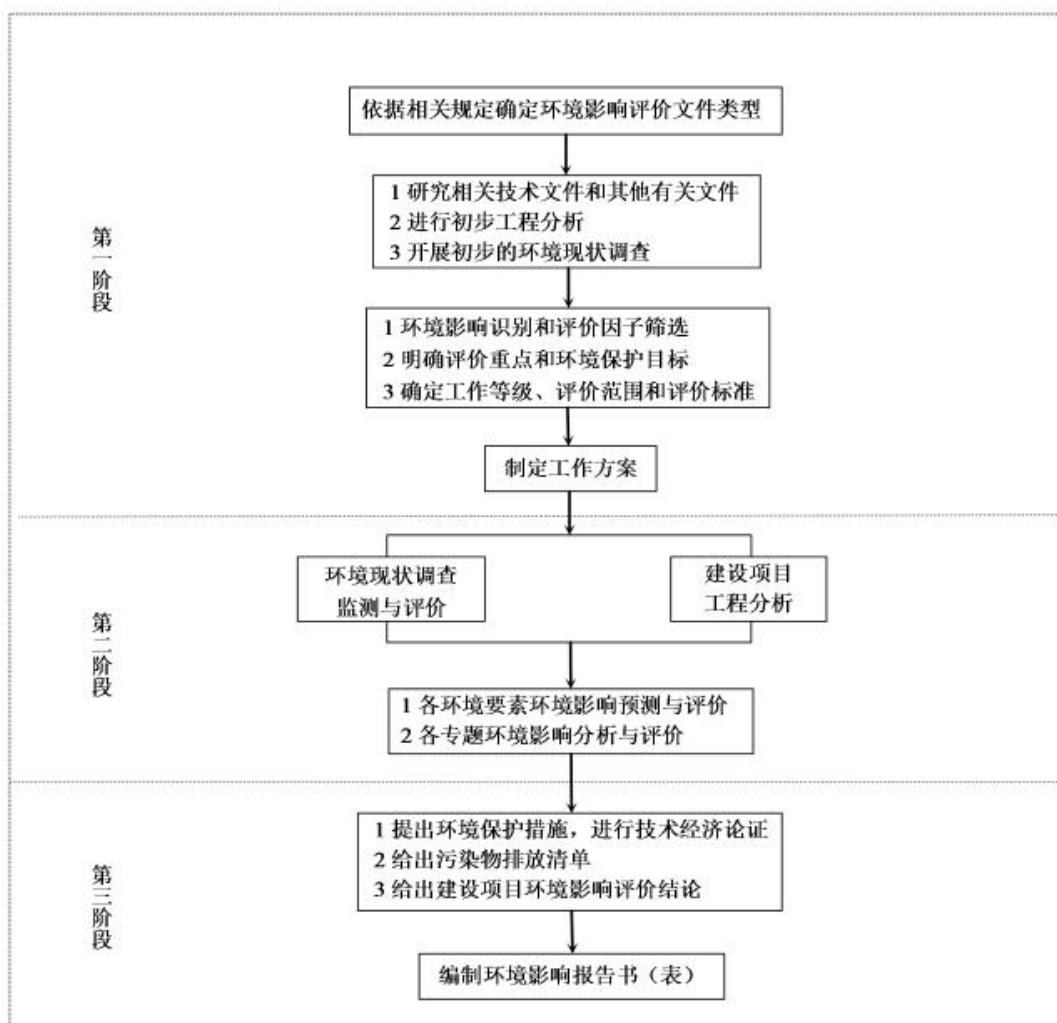 依据相关规定确定环境影响评价文件类型
第一阶段
1 研究相关技术文件和其他有关文件
2 进行初步工程分析
3 开展初步的环境现状调查
1 环境影响识别和评价因子筛选
2 明确评价重点和环境保护目标
3 确定工作等级、评价范围和评价标准
制定工作方案
第二阶段
环境现状调查
监测与评价
建设项目
工程分析
1 各环境要素环境影响预测与评价
2 各专题环境影响分析与评价
第三阶段
1 提出环境保护措施，进行技术经济论证
2 给出污染物排放清单
3 给出建设项目环境影响评价结论
编制环境影响报告书（表）